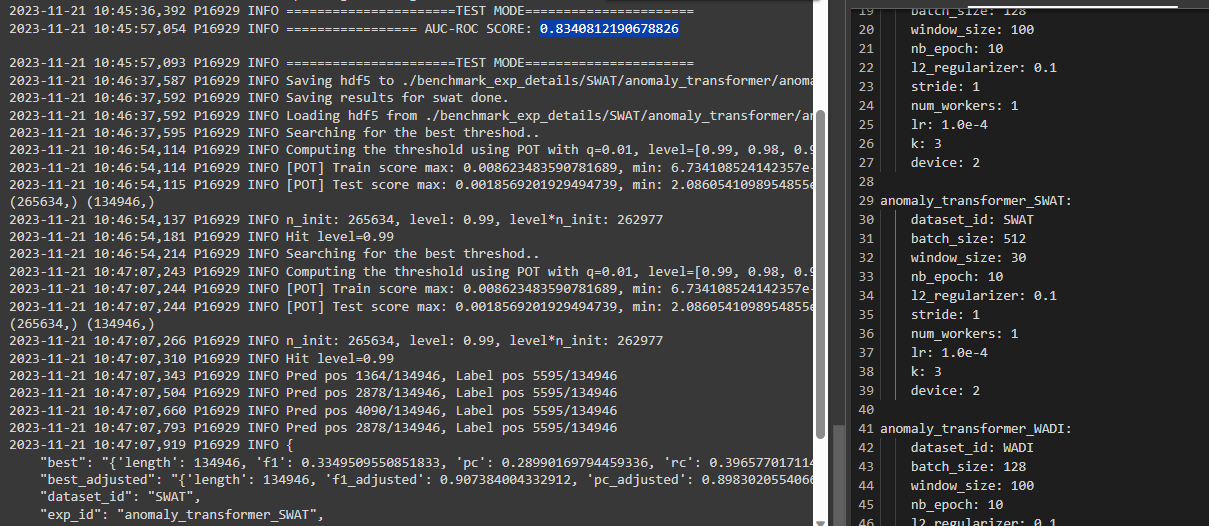 2023-11-21 10:45:36,392 P16929 INFO =====================TEST MODE=====================
2023-11-21 10:45:57,054 P16929 INFO ================= AUC-ROC SCORE: 0.8340812190678826
2023-11-21 10:45:57,093 P16929 INFO =====================TEST MODE=====================
2023-11-21 10:46:37,587 P16929 INFO Saving hdf5 to ./benchmark_exp_details/SWAT/anomaly_transformer/anoma
2023-11-21 10:46:37,592 P16929 INFO Saving results for swat done.
2023-11-21 10:46:37,592 P16929 INFO Loading hdf5 from ./benchmark_exp_details/SWAT/anomaly_transformer/an
2023-11-21 10:46:37,595 P16929 INFO Searching for the best threshod..
2023-11-21 10:46:54,114 P16929 INFO Computing the threshold using POT with q=0.01, level=[0.99, 0.98, 0.9
2023-11-21 10:46:54,114 P16929 INFO [POT] Train score max: 0.008623483590781689, min: 6.734108524142357e-
2023-11-21 10:46:54,115 P16929 INFO [POT] Test score max: 0.0018569201929494739, min: 2.0860541098954855e
(265634,) (134946,)
2023-11-21 10:46:54,137 P16929 INFO n_init: 265634, level: 0.99, level*n_init: 262977
2023-11-21 10:46:54,181 P16929 INFO Hit level=0.99
2023-11-21 10:46:54,214 P16929 INFO Searching for the best threshod..
2023-11-21 10:47:07,243 P16929 INFO Computing the threshold using POT with q=0.01, level=[0.99, 0.98, 0.9
2023-11-21 10:47:07,244 P16929 INFO [POT] Train score max: 0.008623483590781689, min: 6.734108524142357e-
2023-11-21 10:47:07,244 P16929 INFO [POT] Test score max: 0.0018569201929494739, min: 2.0860541098954855e
(265634,) (134946,)
2023-11-21 10:47:07,266 P16929 INFO n_init: 265634, level: 0.99, level*n_init: 262977
2023-11-21 10:47:07,310 P16929 INFO Hit level=0.99
2023-11-21 10:47:07,343 P16929 INFO Pred pos 1364/134946, Label pos 5595/134946
2023-11-21 10:47:07,504 P16929 INFO Pred pos 2878/134946, Label pos 5595/134946
2023-11-21 10:47:07,660 P16929 INFO Pred pos 4090/134946, Label pos 5595/134946
2023-11-21 10:47:07,793 P16929 INFO Pred pos 2878/134946, Label pos 5595/134946
2023-11-21 10:47:07,919 P16929 INFO {
"best": "{'length': 134946, 'f1': 0.3349509550851833, 'pc': 0.28990169794459336, 'rc': 0.396577017114
"best_adjusted": "{'length': 134946, 'f1_adjusted': 0.907384004332912, 'pc_adjusted': 0.8983020554066
"dataset_id": "SWAT",
"exp_id": "anomaly_transformer_SWAT",
19 batch_size: 128
20 window_size: 100
21 nb_epoch: 10
22 l2_regularizer: 0.1
23 stride: 1
24 num_workers: 1
25 lr: 1.0e-4
26 k: 3
27 device: 2
28
29 anomaly_transformer_SWAT:
30 dataset_id: SWAT
31 batch_size: 512
32 window_size: 30
33 nb_epoch: 10
34 l2_regularizer: 0.1
35 stride: 1
36 num_workers: 1
37 lr: 1.0e-4
38 k: 3
39 device: 2
40
41 anomaly_transformer_WADI:
42 dataset_id: WADI
43 batch_size: 128
44 window_size: 100
45 nb_epoch: 10
46 l2_regularizer: 0.1